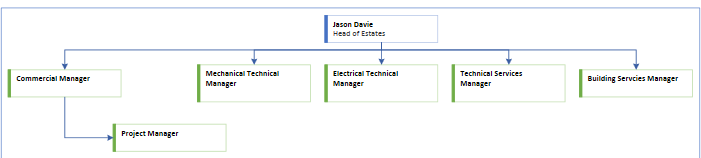 Jason Davie
Head of Estates
Commercial Manager
Mechanical Technical
Manager
Electrical Technical
Manager
Technical Services
Manager
Building Servcies Manager
Project Manager